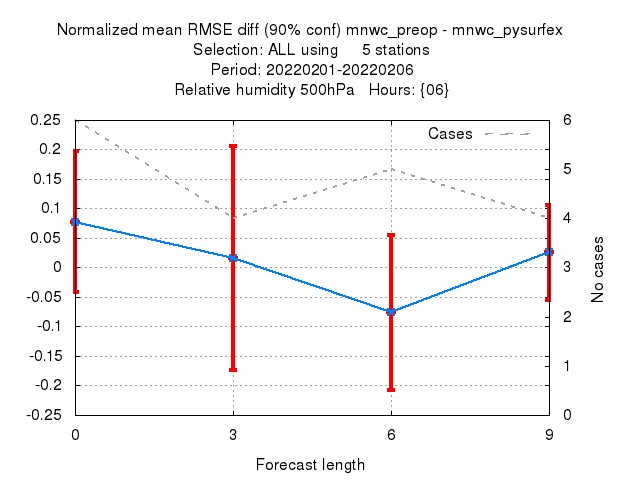 Normalized mean RMSE diff (90% conf) mnwc_preop - mnwc_pysurfex
Selection: ALL using 5 stations
Period: 20220201-20220206
Relative humidity 500hPa Hours: {06}
Cases
0.25
0.2
0.15
0.1
0.05
0
-0.05
-0.1
-0.15
-0.2
-0.25
6
5
4
3
2
1
0
No cases
0 3 6 9
Forecast length